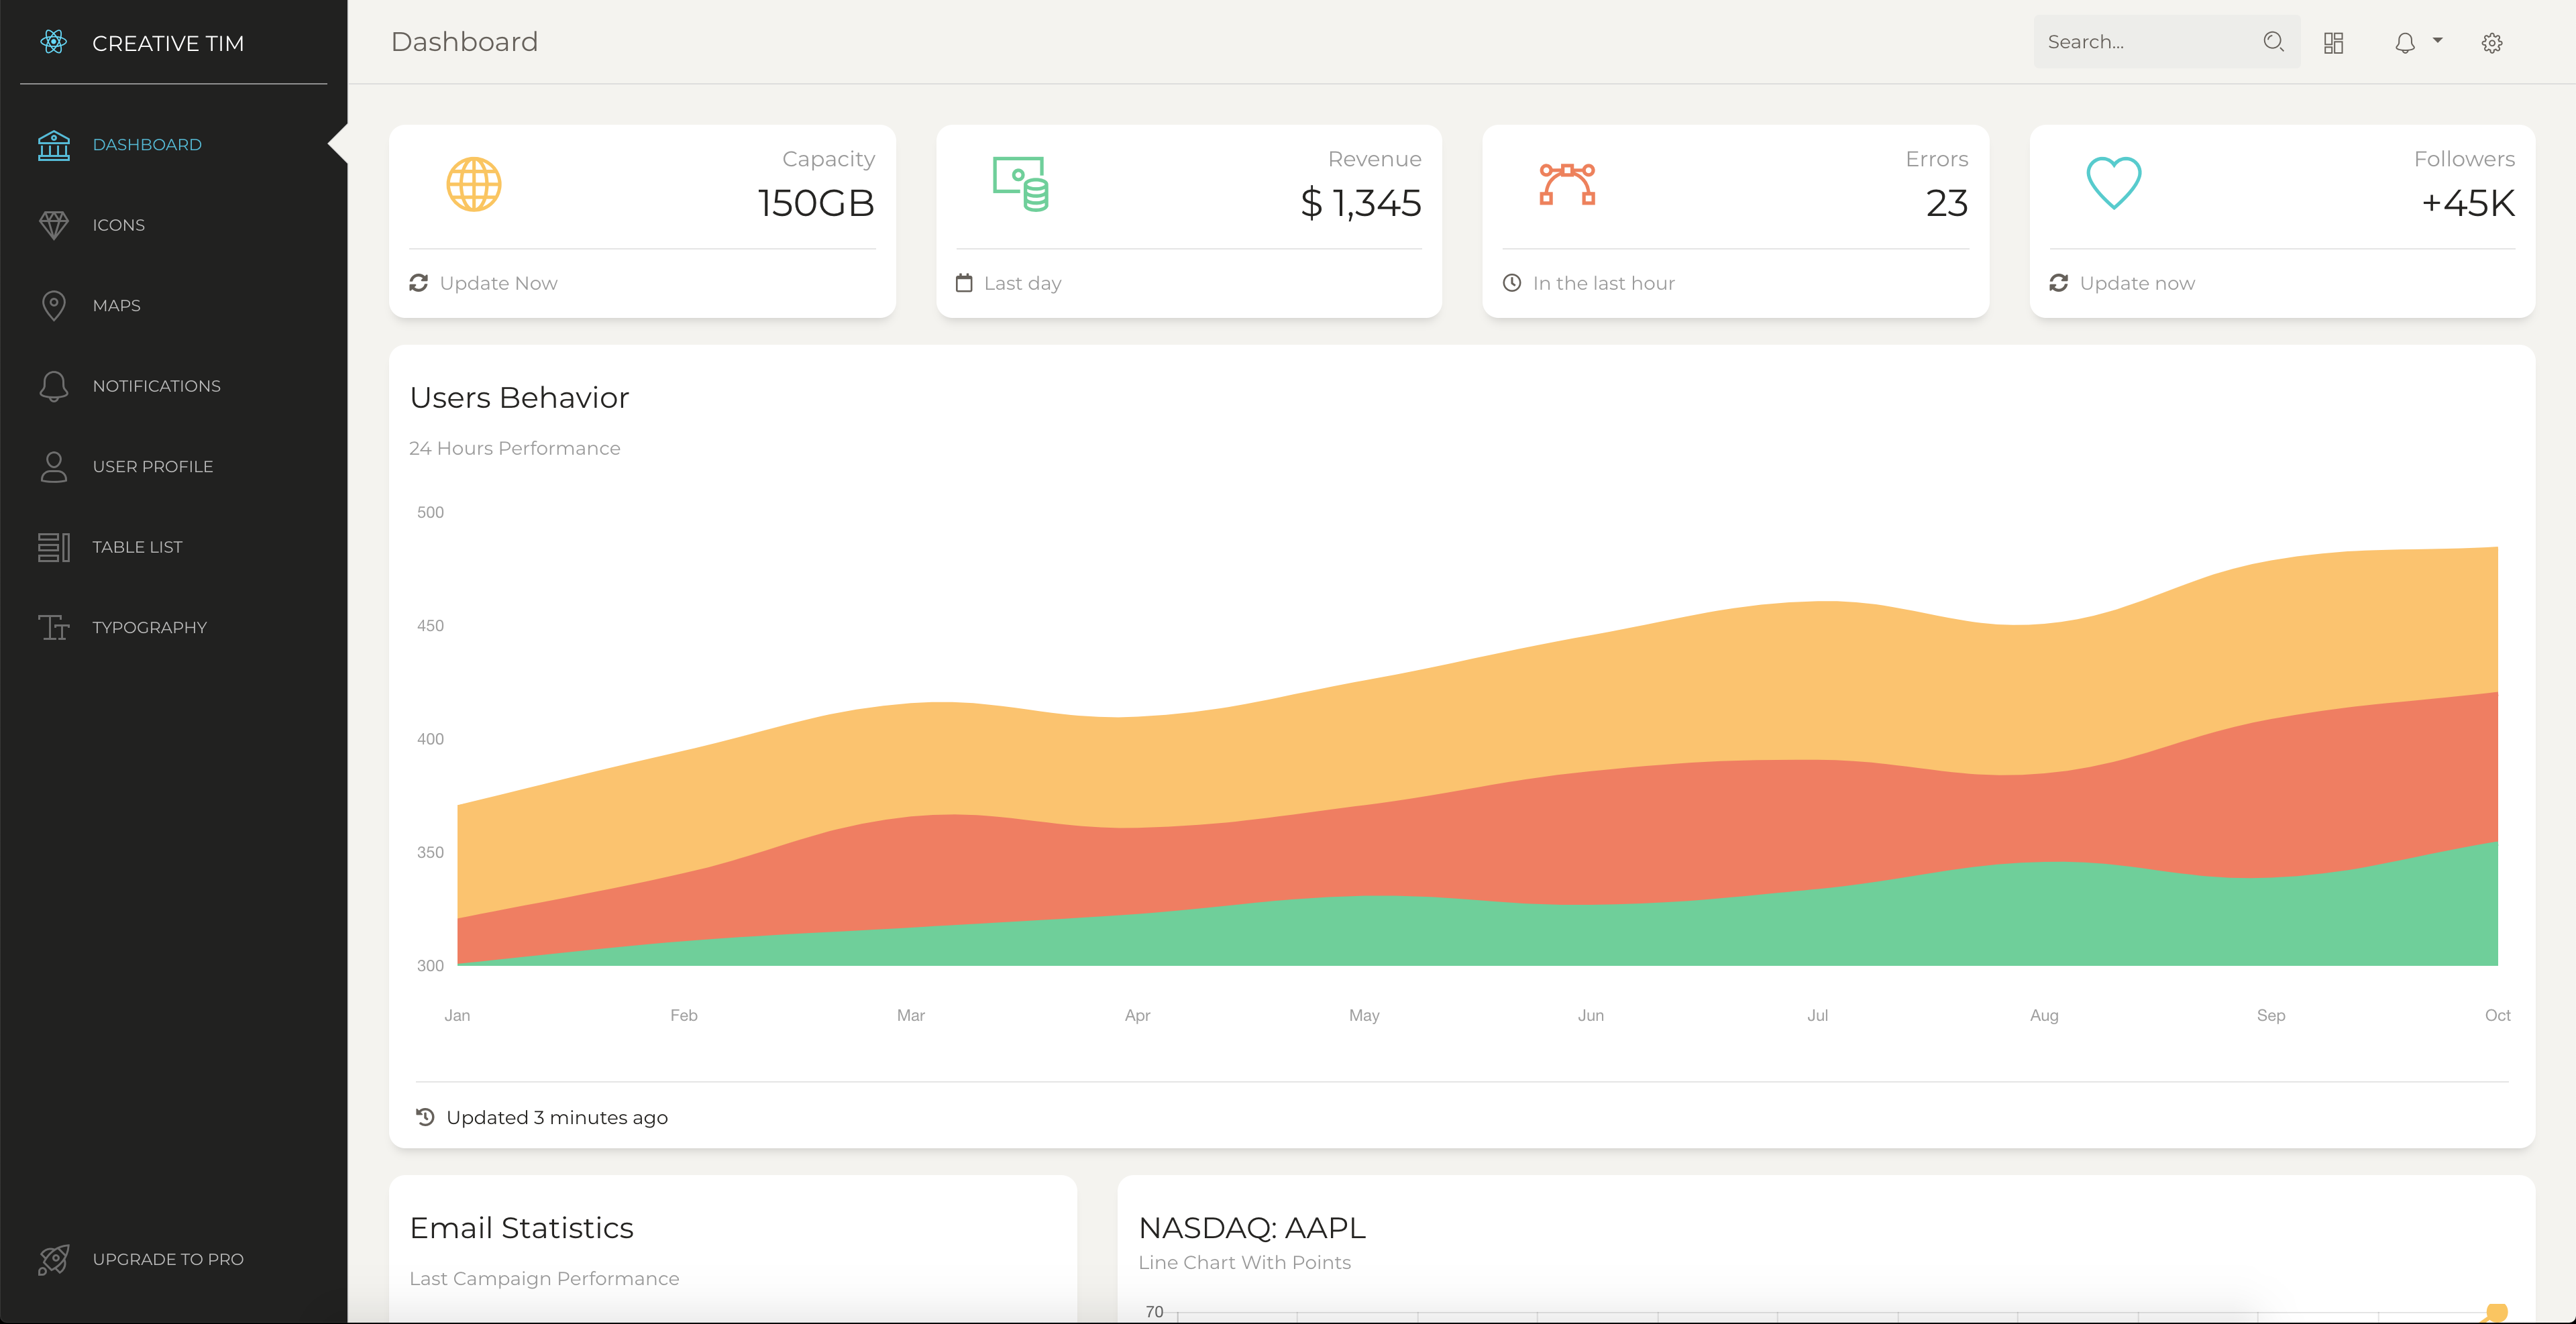 CREATIVE TIM
DASHBOARD
ICONS
MAPS
NOTIFICATIONS
USER PROFILE
TABLE LIST
TYPOGRAPHY
UPGRADE TO PRO
Dashboard
Search...
Capacity
150GB
Update Now
Revenue
$ 1,345
Last day
Errors
23
In the last hour
Followers
+45K
Update now
Users Behavior
24 Hours Performance
500
450
400
350
300
Jan Feb Mar Apr May Jun Jul Aug Sep Oct
Updated 3 minutes ago
Email Statistics
Last Campaign Performance
NASDAQ: AAPL
Line Chart With Points
70